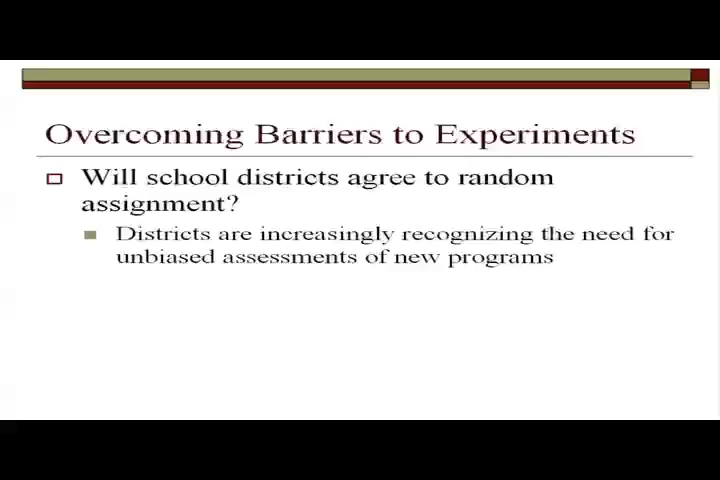 Overcoming Barriers to Experiments
Will school districts agree to random
assignment?
Districts are increasingly recognizing the need for
unbiased assessments of new programs